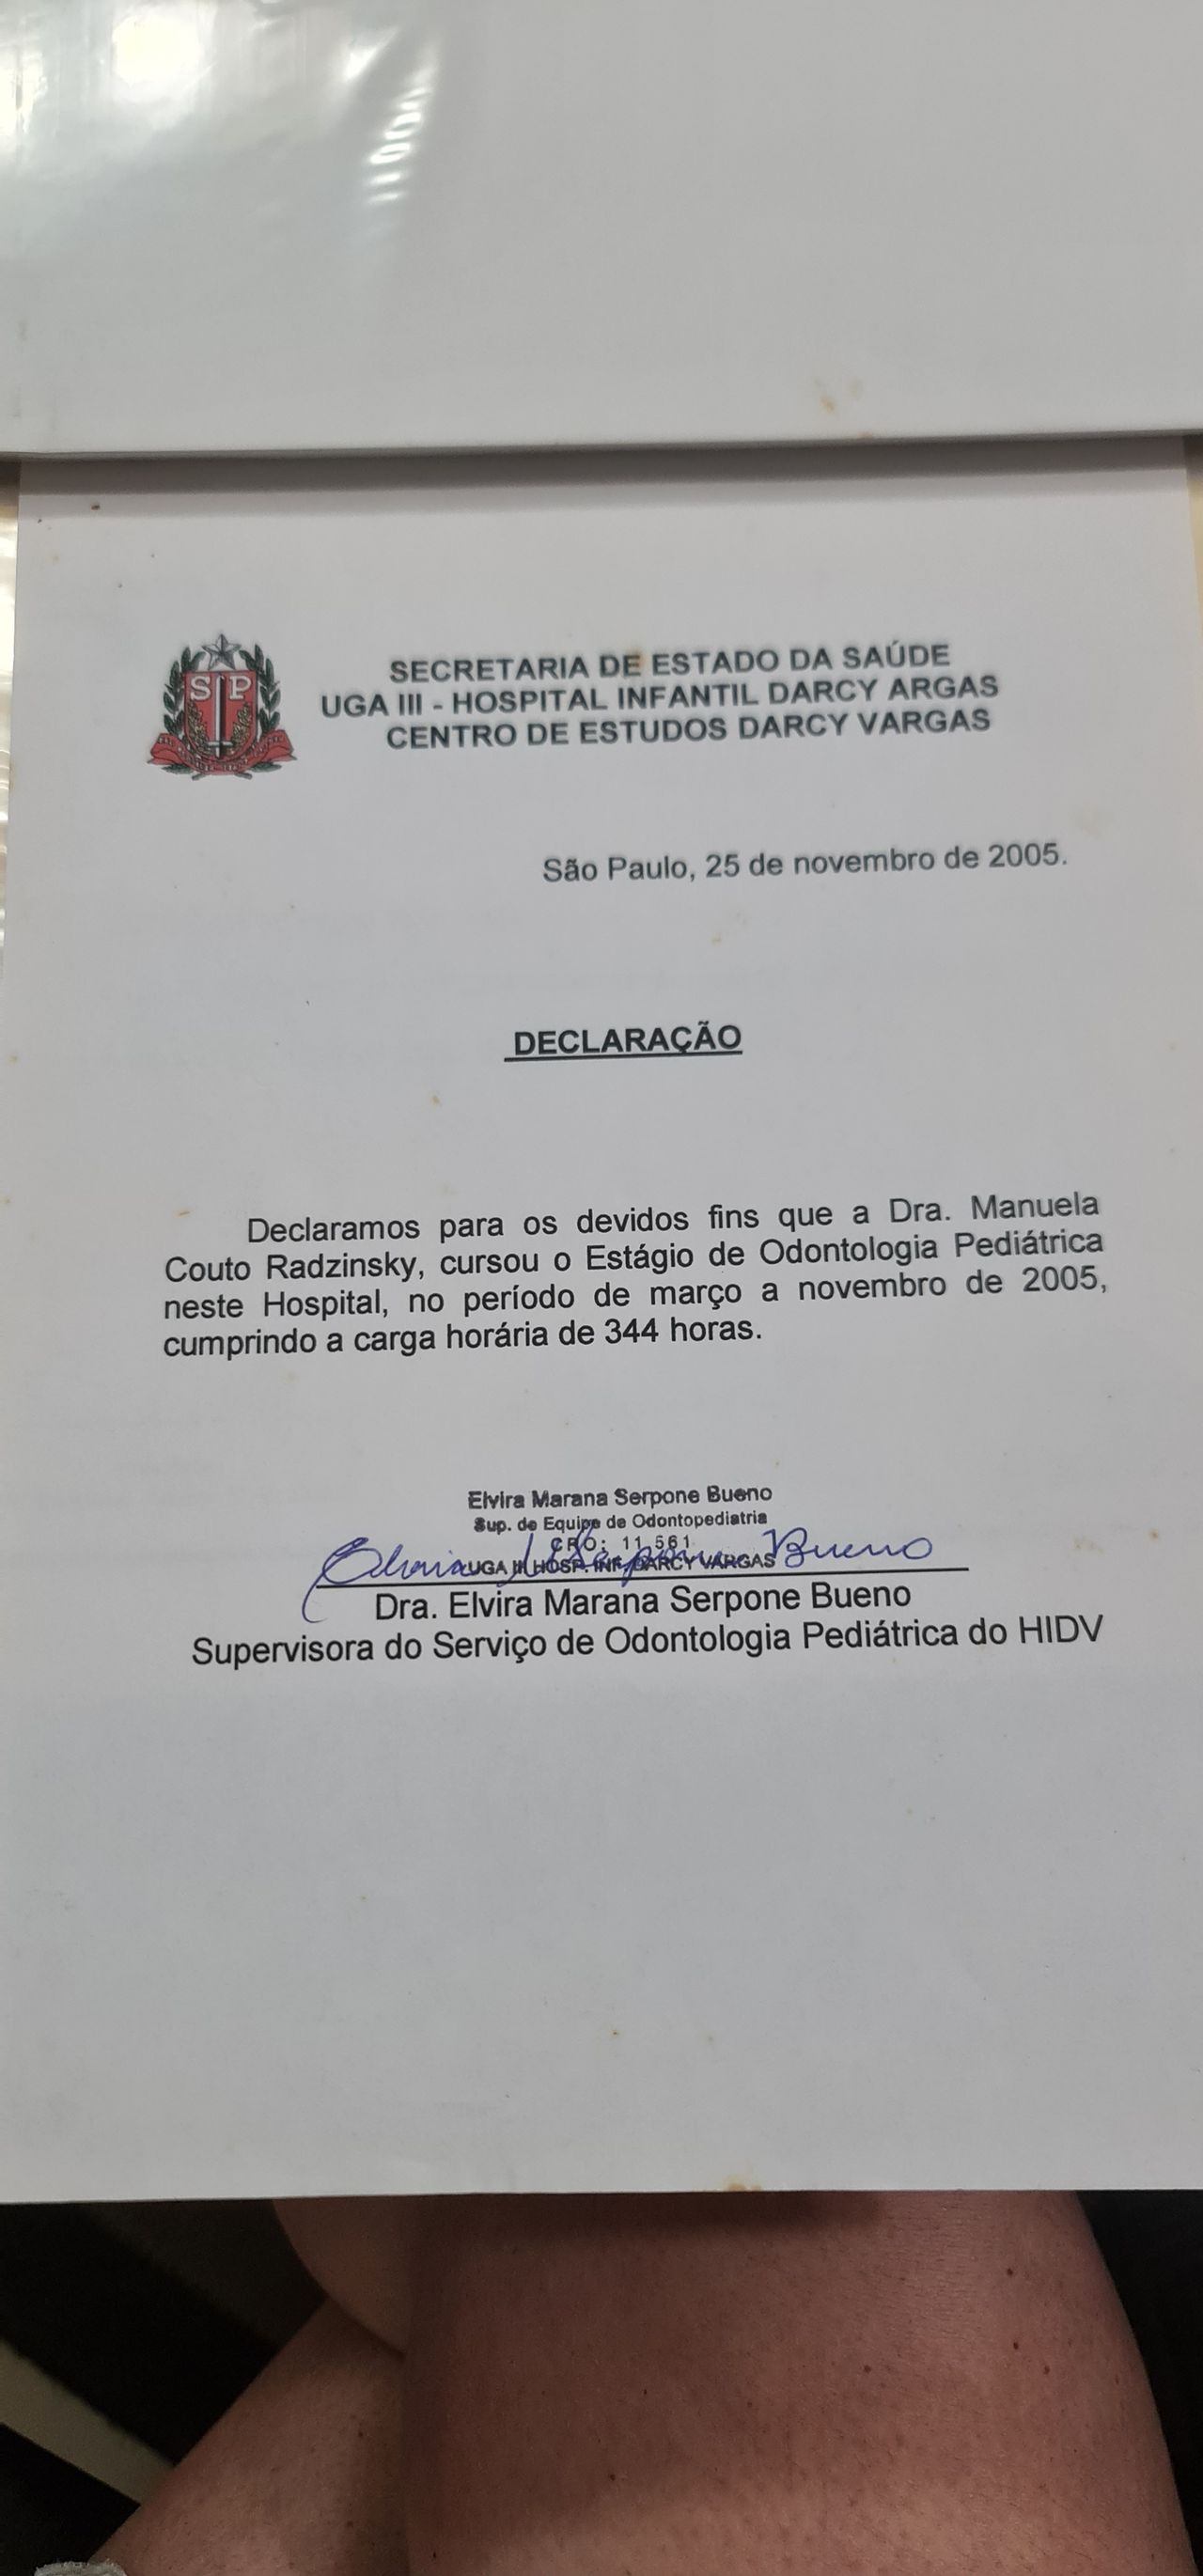 SP
SECRETARIA DE ESTADO DA SAÚDE
UGA III - HOSPITAL INFANTIL DARCY ARGAS
CENTRO DE ESTUDOS DARCY VARGAS
São Paulo, 25 de novembro de 2005.
DECLARAÇÃO
Declaramos para os devidos fins que a Dra. Manuela
Couto Radzinsky, cursou o Estágio de Odontologia Pediátrica
neste Hospital, no período de março a novembro de 2005,
cumprindo a carga horária de 344 horas.
Elvira Marana Serpone Bueno
Sup. de Equipe de Odontopediatria
CRO: 11.561
UGA III HOSP. INF. DARCY VARGAS
Elvira M Serpone Bueno
Dra. Elvira Marana Serpone Bueno
Supervisora do Serviço de Odontologia Pediátrica do HIDV